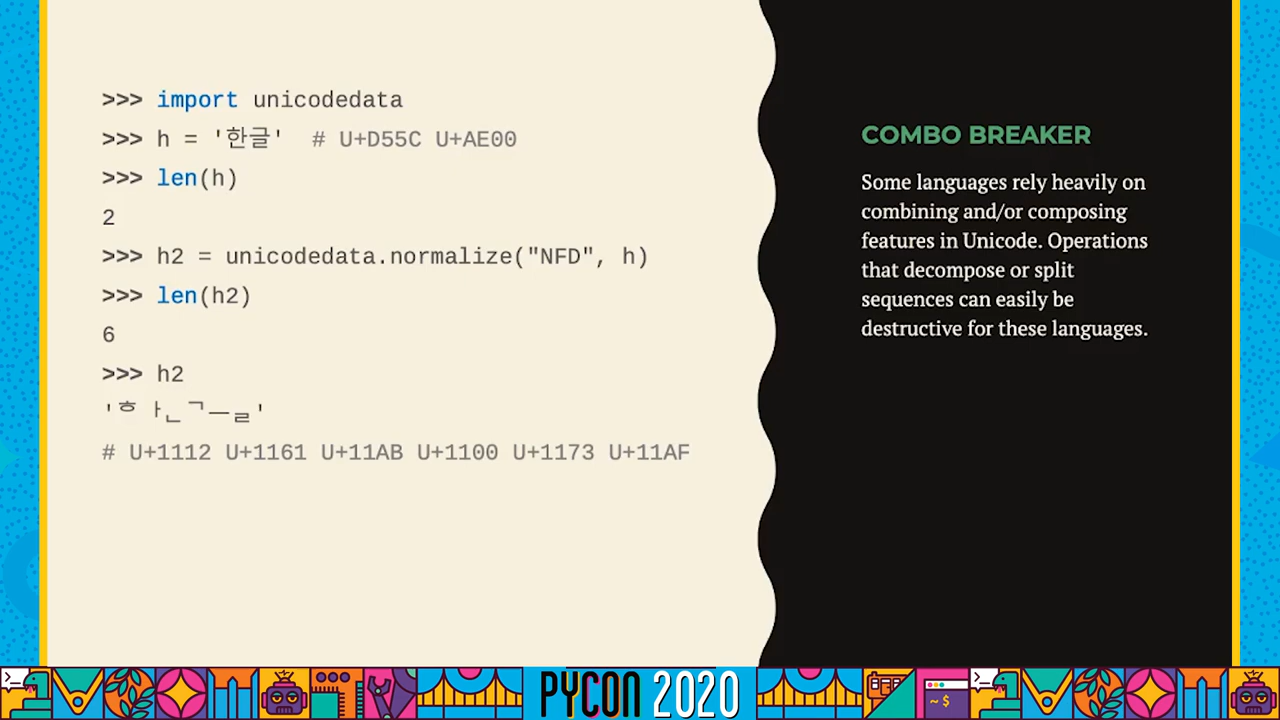 >>> import unicodedata
>>> h = '한글'  # U+D55C U+AE00
>>> len(h)
2
>>> h2 = unicodedata.normalize("NFD", h)
>>> len(h2)
6
>>> h2
'한글'
# U+1112 U+1161 U+11AB U+1100 U+1173 U+11AF
COMBO BREAKER
Some languages rely heavily on
combining and/or composing
features in Unicode. Operations
that decompose or split
sequences can easily be
destructive for these languages.
PYCON 2020
~ $